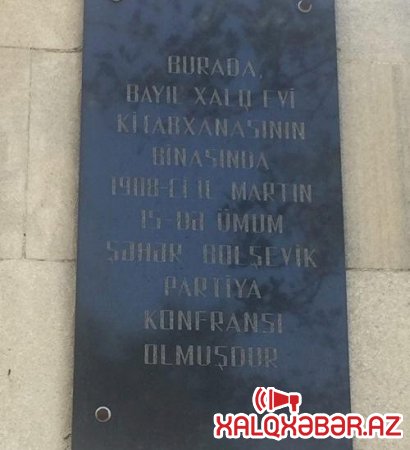 BURADA,
BAYIL XALQ EVİ
KİTABXANASININ
BİNASINDA
1908-Cİ İL MARTIN
15-DƏ ÜMUM
ŞƏHƏR BOLŞEVİK
PARTİYA
KONFRANSI
OLMUŞDUR
XALQXƏBƏR.AZ